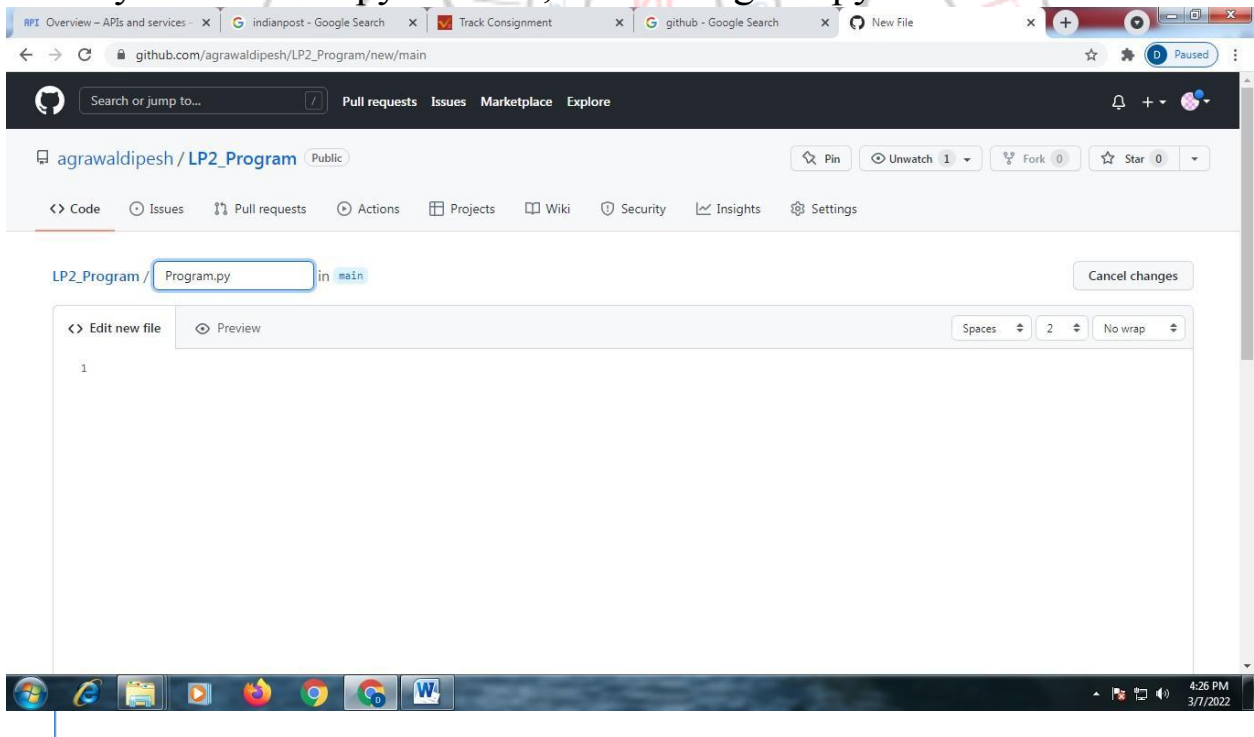 py
py
API Overview – APIs and services - × G indianpost - Google Search × Track Consignment × G github - Google Search × New File × +
github.com/agrawaldipesh/LP2_Program/new/main D Paused
Search or jump to... / Pull requests Issues Marketplace Explore
agrawaldipesh / LP2_Program Public Pin Unwatch 1 Fork 0 Star 0
<> Code Issues Pull requests Actions Projects Wiki Security Insights Settings
LP2_Program / Program.py in main Cancel changes
<> Edit new file Preview Spaces 2 No wrap
1
4:26 PM
3/7/2022